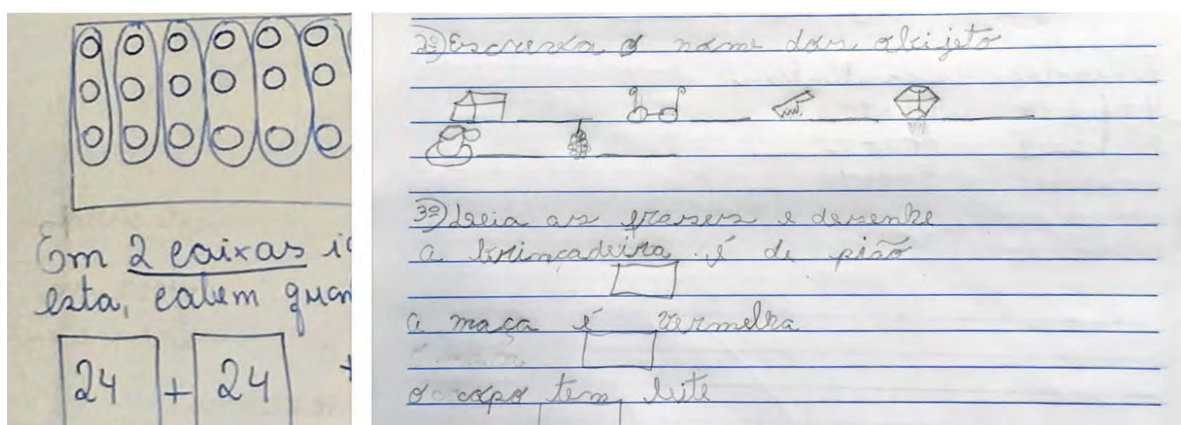 Em 2 caixas
esta, cabem quan
24 + 24 +
2º) Escreva o nome dos obijeto
3º) Leia as frases e desenhe
a brincadeira é de pião
a maça é vermelha
o copo tem leite